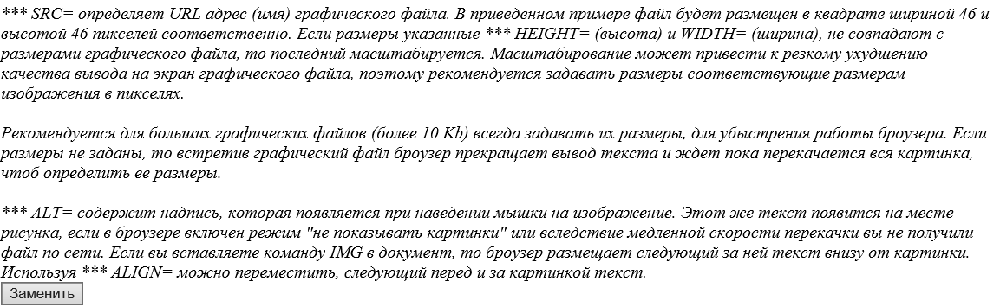 *** SRC= определяет URL адрес (имя) графического файла. В приведенном примере файл будет размещен в квадрате шириной 46 и
высотой 46 пикселей соответственно. Если размеры указанные *** HEIGHT= (высота) и WIDTH= (ширина), не совпадают с
размерами графического файла, то последний масштабируется. Масштабирование может привести к резкому ухудшению
качества вывода на экран графического файла, поэтому рекомендуется задавать размеры соответствующие размерам
изображения в пикселях.
Рекомендуется для больших графических файлов (более 10 Kb) всегда задавать их размеры, для убыстрения работы броузера. Если
размеры не заданы, то встретив графический файл броузер прекращает вывод текста и ждет пока перекачается вся картинка,
чтоб определить ее размеры.
*** ALT= содержит надпись, которая появляется при наведении мышки на изображение. Этот же текст появится на месте
рисунка, если в броузере включен режим "не показывать картинки" или вследствие медленной скорости перекачки вы не получили
файл по сети. Если вы вставляете команду IMG в документ, то броузер размещает следующий за ней текст внизу от картинки.
Используя *** ALIGN= можно переместить, следующий перед и за картинкой текст.
Заменить